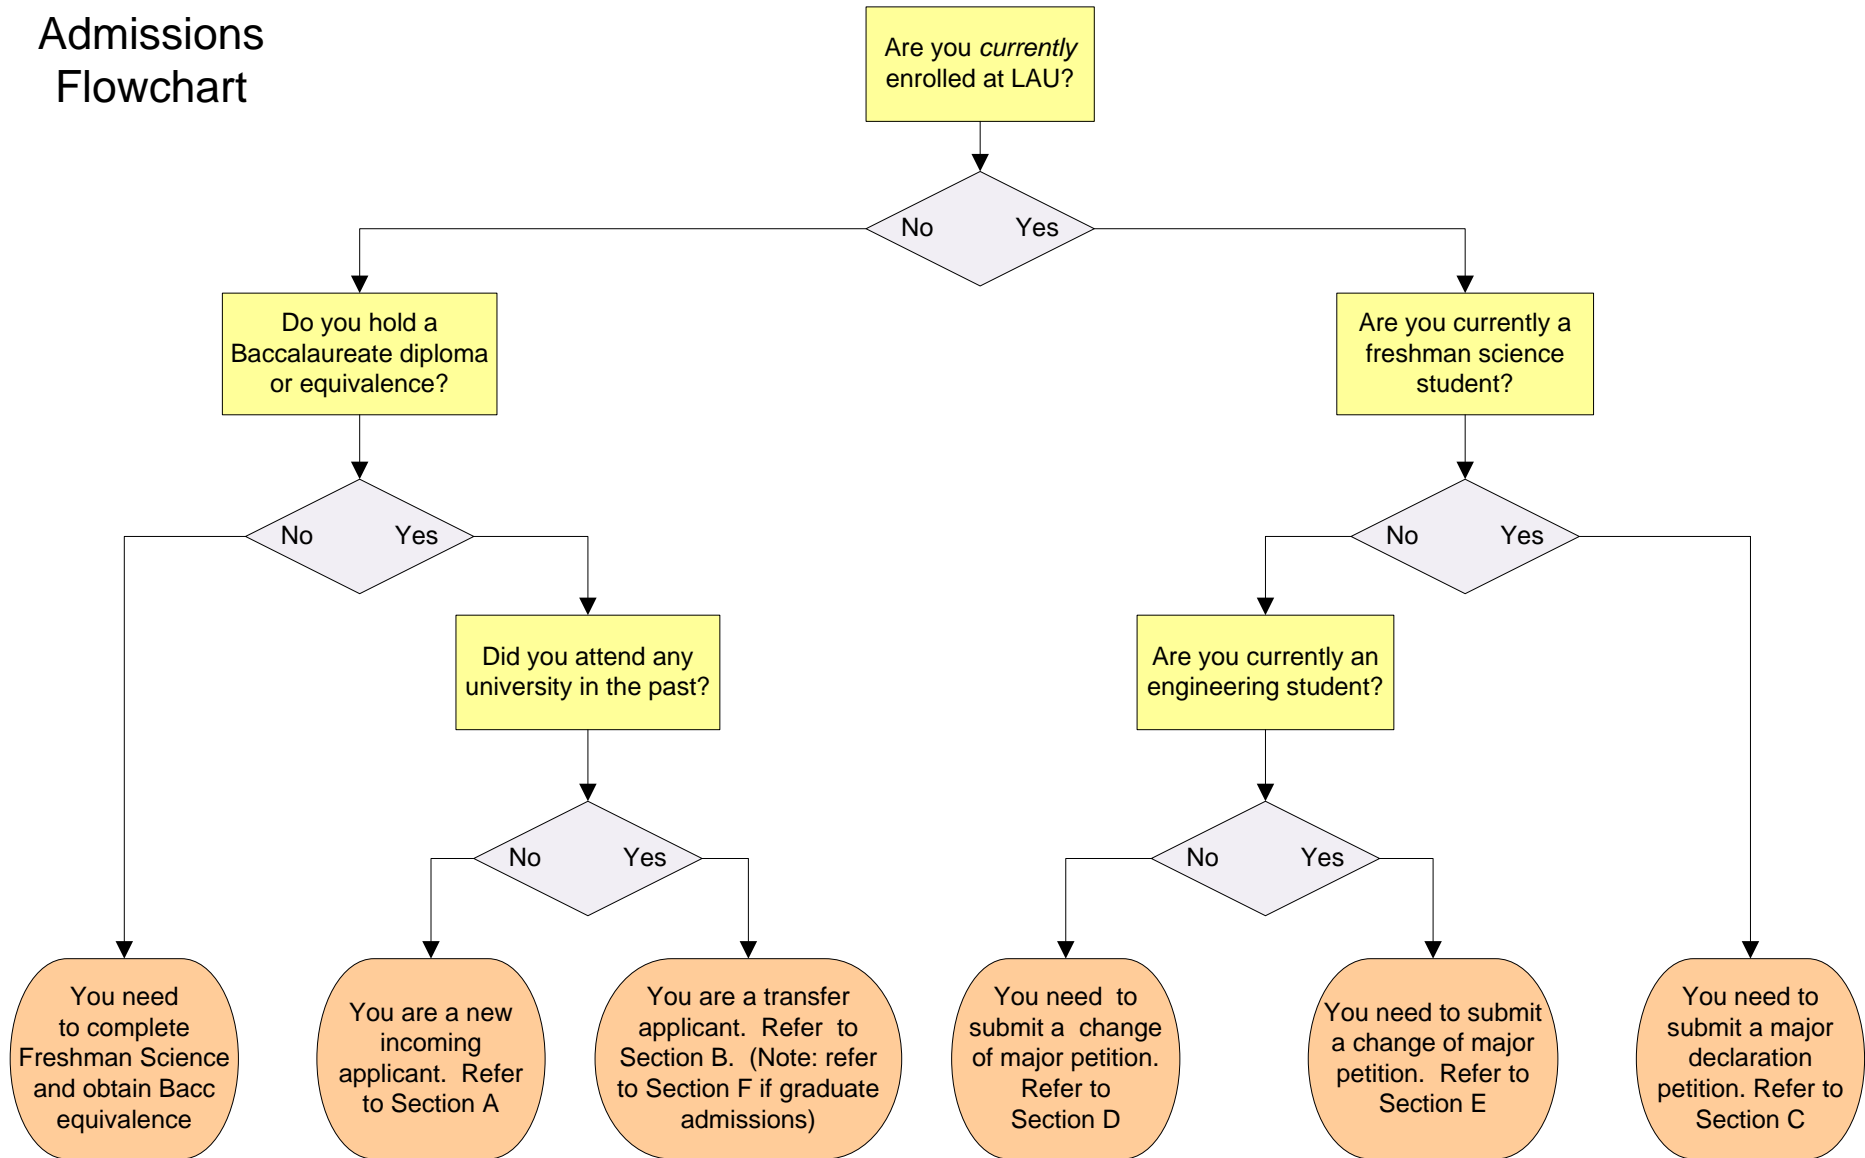 Admissions
Flowchart
Are you currently
enrolled at LAU?
No Yes
Do you hold a
Baccalaureate diploma
or equivalence?
Are you currently a
freshman science
student?
No Yes
No Yes
Did you attend any
university in the past?
Are you currently an
engineering student?
No Yes
No Yes
You need
to complete
Freshman Science
and obtain Bacc
equivalence
You are a new
incoming
applicant. Refer
to Section A
You are a transfer
applicant. Refer to
Section B. (Note: refer
to Section F if graduate
admissions)
You need to
submit a change
of major petition.
Refer to
Section D
You need to submit
a change of major
petition. Refer to
Section E
You need to
submit a major
declaration
petition. Refer to
Section C